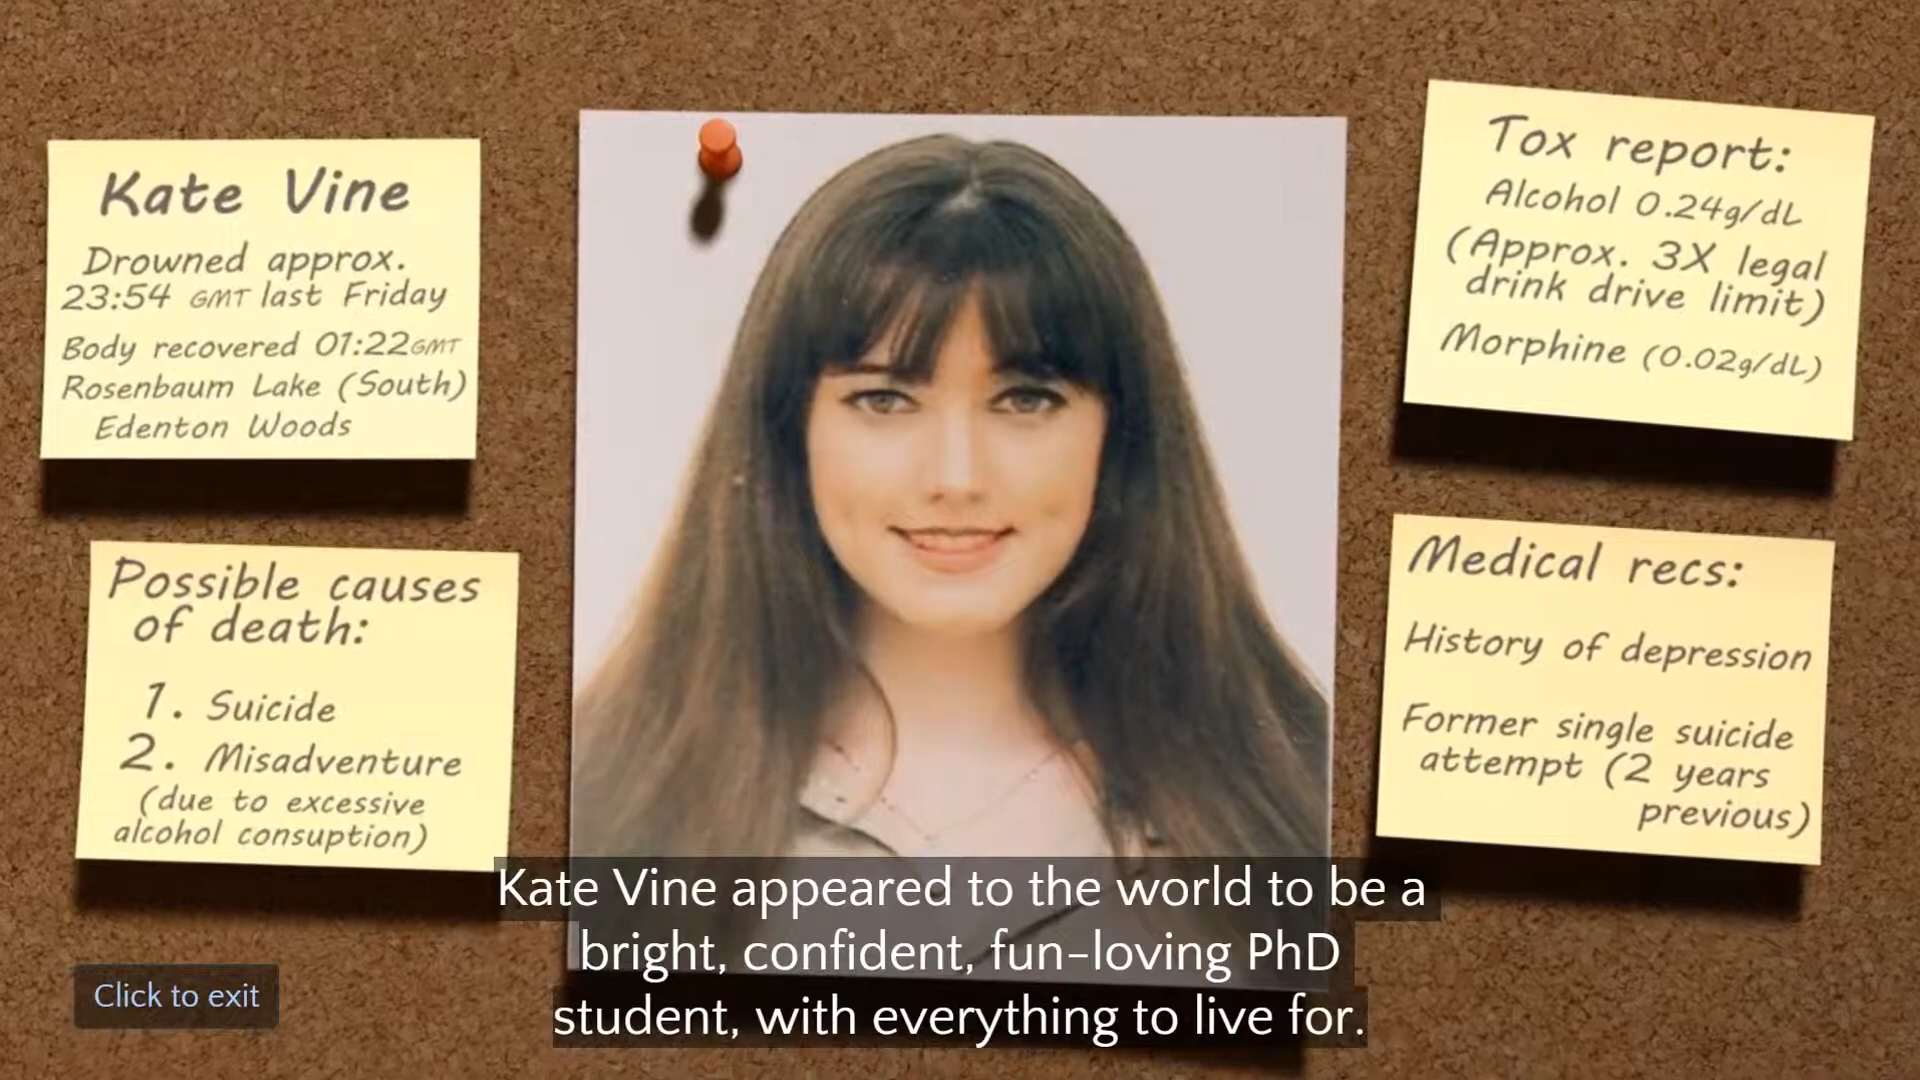 Kate Vine
Drowned approx.
23:54 GMT last Friday
Body recovered 01:22GMT
Rosenbaum Lake (South)
Edenton Woods
Possible causes
of death:
1. Suicide
2. Misadventure
(due to excessive
alcohol consuption)
Tox report:
Alcohol 0.24g/dL
(Approx. 3X legal
drink drive limit)
Morphine (0.02g/dL)
Medical recs:
History of depression
Former single suicide
attempt (2 years
previous)
Kate Vine appeared to the world to be a
bright, confident, fun-loving PhD
student, with everything to live for.
Click to exit